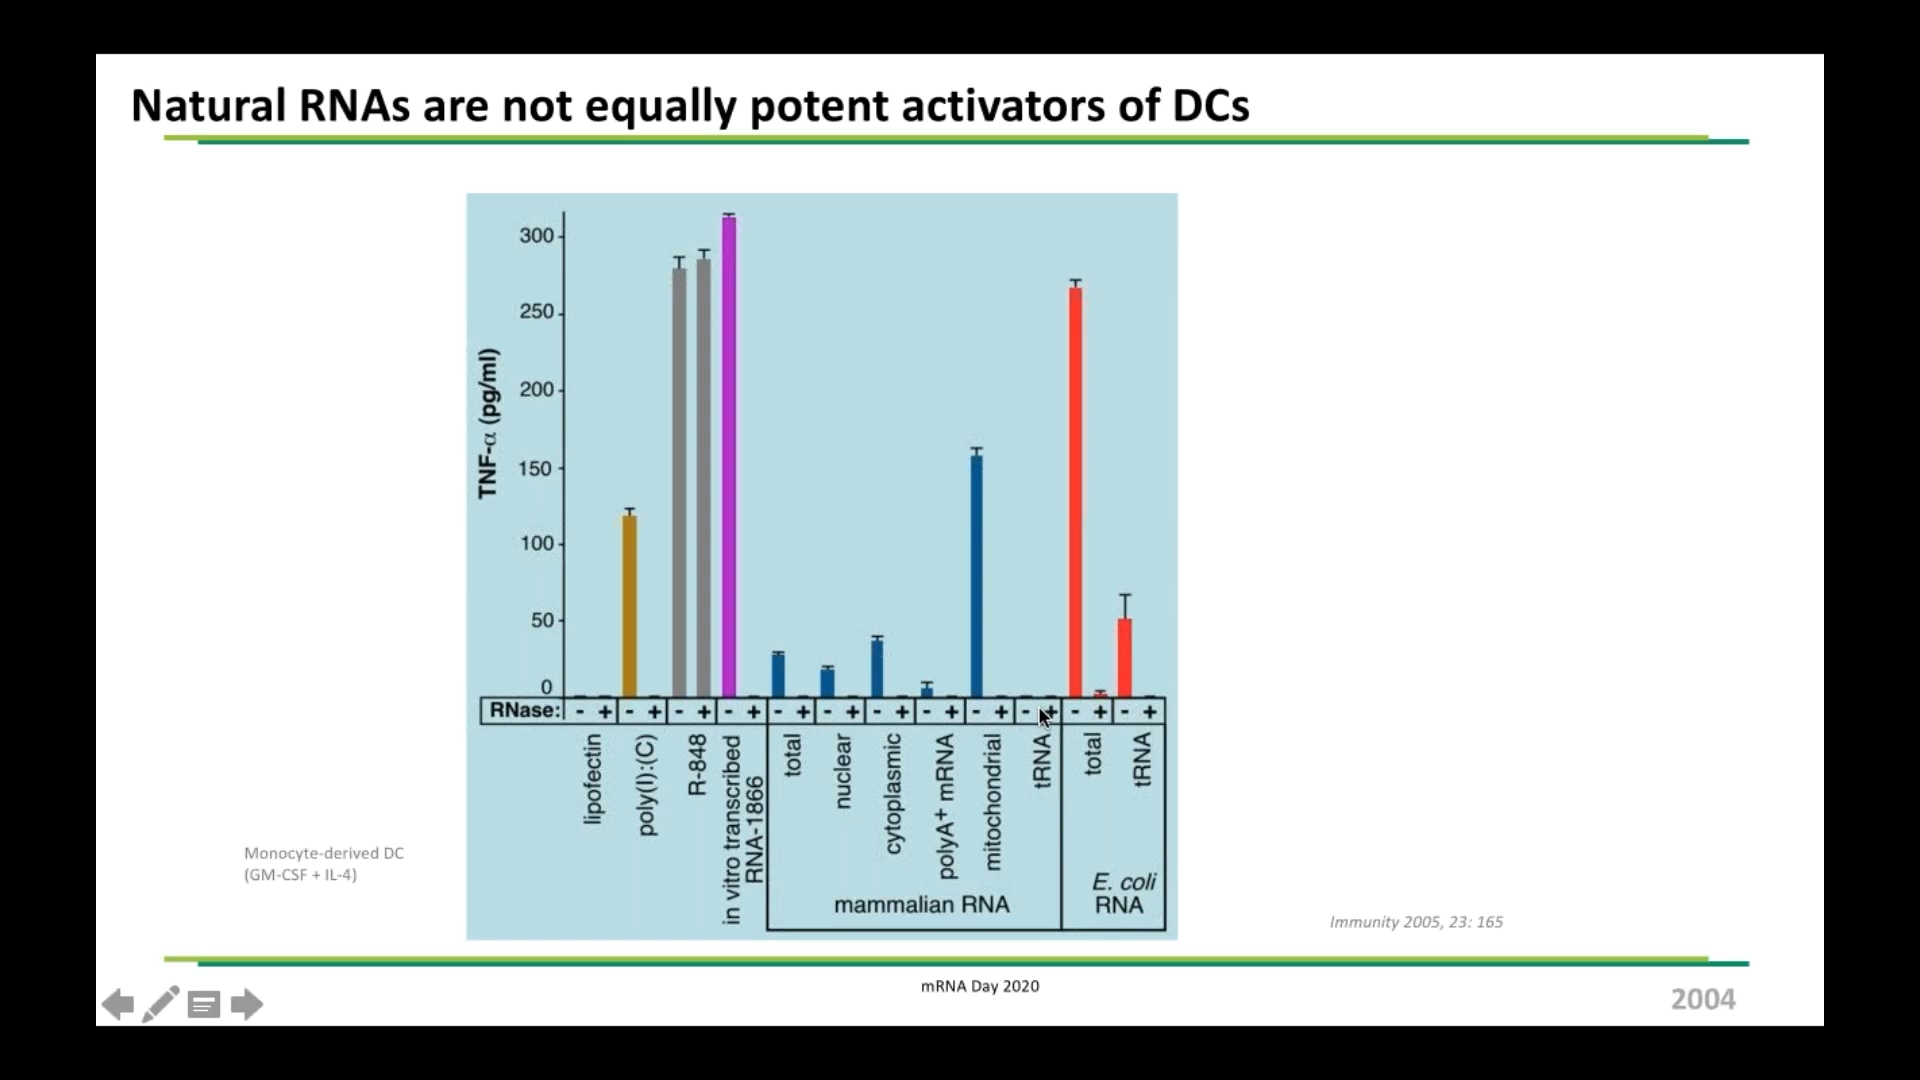 Natural RNAs are not equally potent activators of DCs
300
250
200
150
100
50
0
TNF-α (pg/ml)
RNase: - + - + - + - + - + - + - + - + - + - + - + - +
lipofectin
poly(I):(C)
R-848
in vitro transcribed
RNA-1866
total
nuclear
cytoplasmic
polyA+ mRNA
mitochondrial
tRNA
total
tRNA
mammalian RNA
E. coli
RNA
Monocyte-derived DC
(GM-CSF + IL-4)
Immunity 2005, 23: 165
mRNA Day 2020
2004